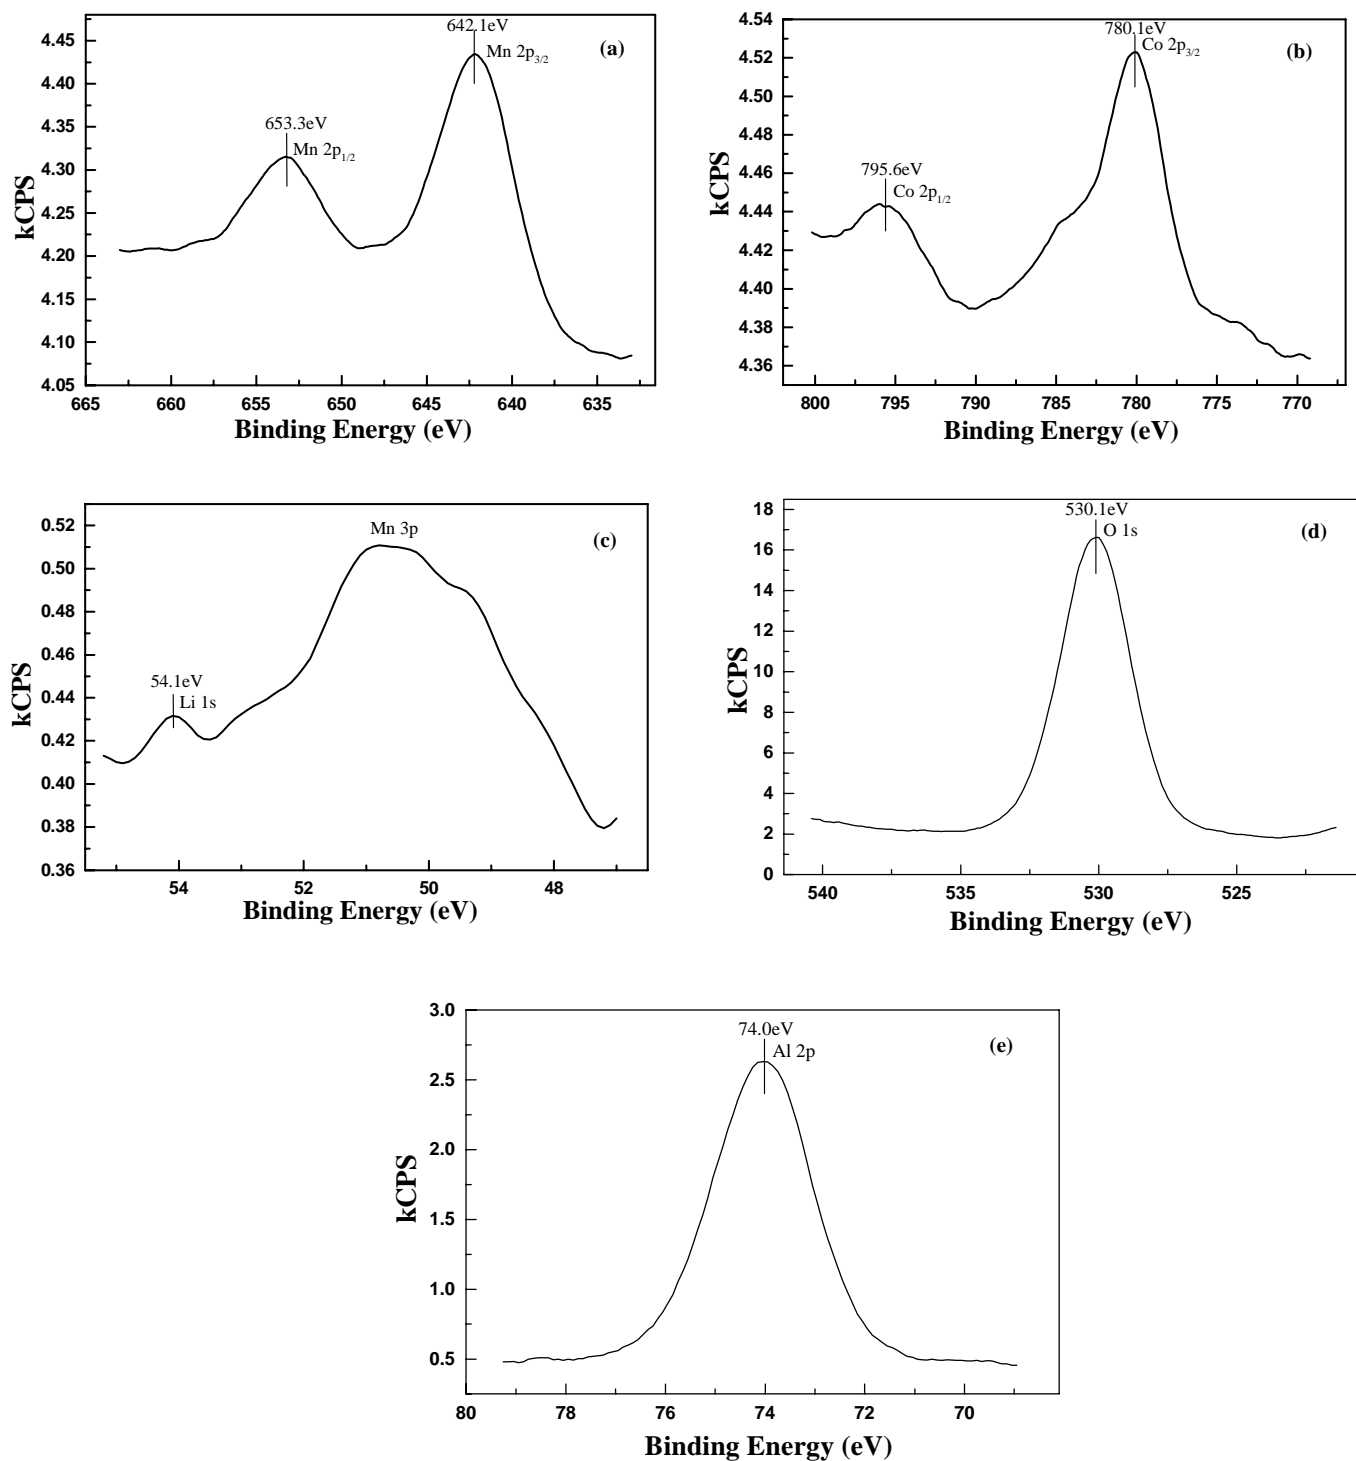 642.1eV
Mn 2p3/2
(a)
653.3eV
Mn 2p1/2
4.45
4.40
4.35
4.30
4.25
4.20
4.15
4.10
4.05
kCPS
665 660 655 650 645 640 635
Binding Energy (eV)
780.1eV
Co 2p3/2
(b)
795.6eV
Co 2p1/2
4.54
4.52
4.50
4.48
4.46
4.44
4.42
4.40
4.38
4.36
kCPS
800 795 790 785 780 775 770
Binding Energy (eV)
Mn 3p
(c)
54.1eV
Li 1s
0.52
0.50
0.48
0.46
0.44
0.42
0.40
0.38
0.36
kCPS
54 52 50 48
Binding Energy (eV)
530.1eV
O 1s
(d)
18
16
14
12
10
8
6
4
2
0
kCPS
540 535 530 525
Binding Energy (eV)
74.0eV
Al 2p
(e)
3.0
2.5
2.0
1.5
1.0
0.5
kCPS
80 78 76 74 72 70
Binding Energy (eV)